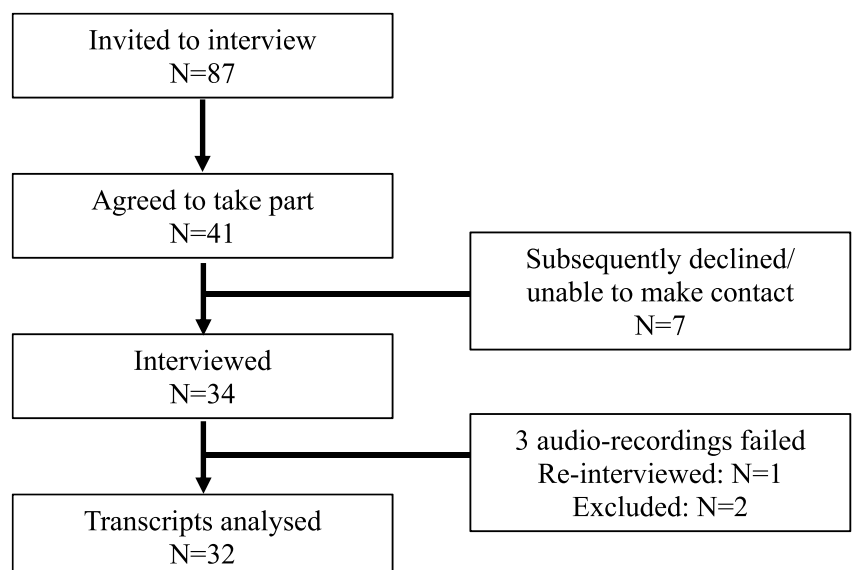 Invited to interview
N=87
Agreed to take part
N=41
Subsequently declined/
unable to make contact
N=7
Interviewed
N=34
3 audio-recordings failed
Re-interviewed: N=1
Excluded: N=2
Transcripts analysed
N=32